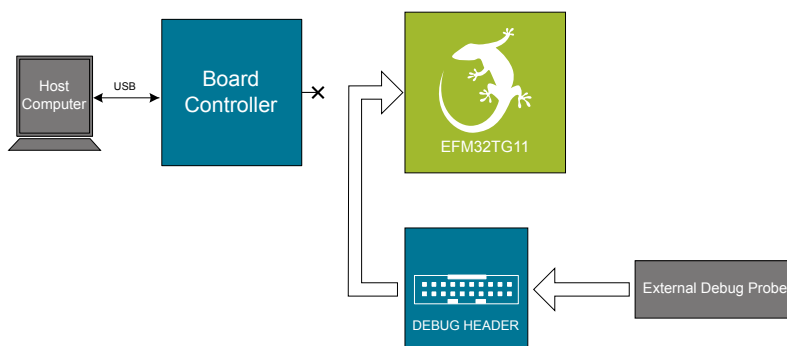 Host
Computer
USB
Board
Controller
EFM32TG11
DEBUG HEADER
External Debug Probe